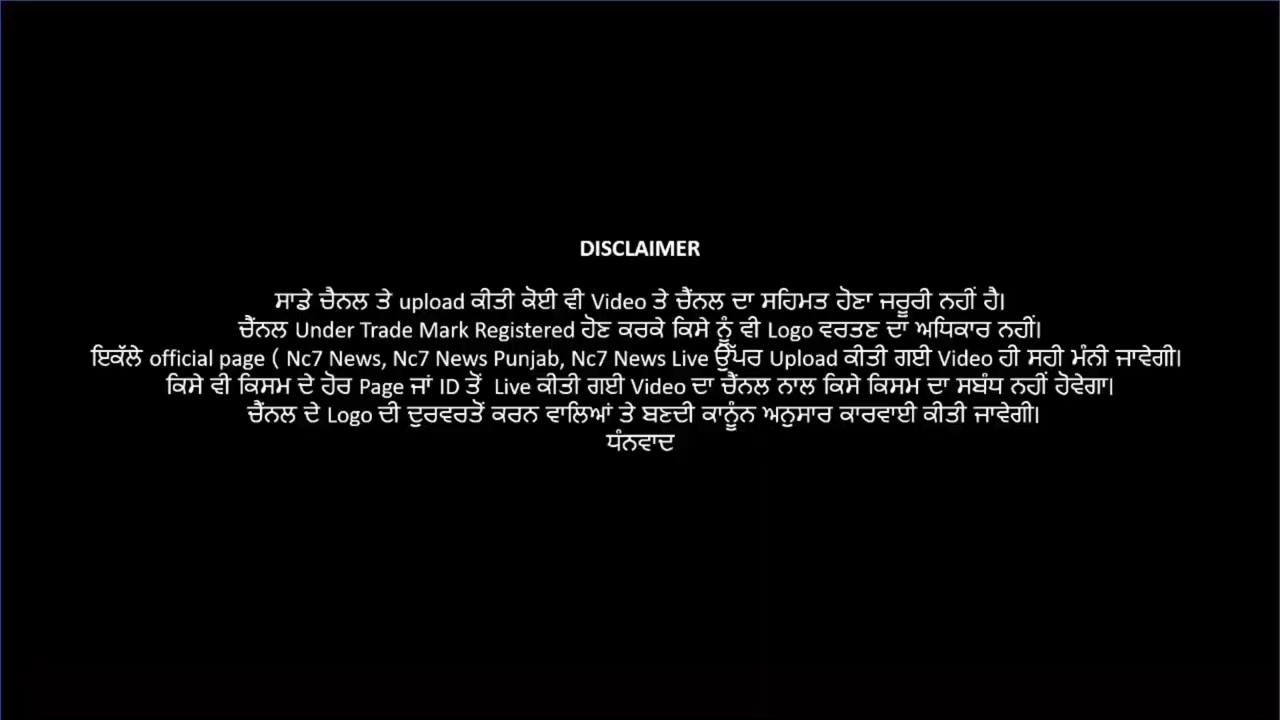 DISCLAIMER
ਸਾਡੇ ਚੈਨਲ ਤੇ upload ਕੀਤੀ ਕੋਈ ਵੀ Video ਤੇ ਚੈਂਨਲ ਦਾ ਸਹਿਮਤ ਹੋਣਾ ਜਰੂਰੀ ਨਹੀਂ ਹੈ।
ਚੈਂਨਲ Under Trade Mark Registered ਹੋਣ ਕਰਕੇ ਕਿਸੇ ਨੂੰ ਵੀ Logo ਵਰਤਣ ਦਾ ਅਧਿਕਾਰ ਨਹੀਂ।
ਇਕੱਲੇ official page ( Nc7 News, Nc7 News Punjab, Nc7 News Live ਉੱਪਰ Upload ਕੀਤੀ ਗਈ Video ਹੀ ਸਹੀ ਮੰਨੀ ਜਾਵੇਗੀ।
ਕਿਸੇ ਵੀ ਕਿਸਮ ਦੇ ਹੋਰ Page ਜਾਂ ID ਤੋਂ Live ਕੀਤੀ ਗਈ Video ਦਾ ਚੈਂਨਲ ਨਾਲ ਕਿਸੇ ਕਿਸਮ ਦਾ ਸਬੰਧ ਨਹੀਂ ਹੋਵੇਗਾ।
ਚੈਂਨਲ ਦੇ Logo ਦੀ ਦੁਰਵਰਤੋਂ ਕਰਨ ਵਾਲਿਆਂ ਤੇ ਬਣਦੀ ਕਾਨੂੰਨ ਅਨੁਸਾਰ ਕਾਰਵਾਈ ਕੀਤੀ ਜਾਵੇਗੀ।
ਧੰਨਵਾਦ